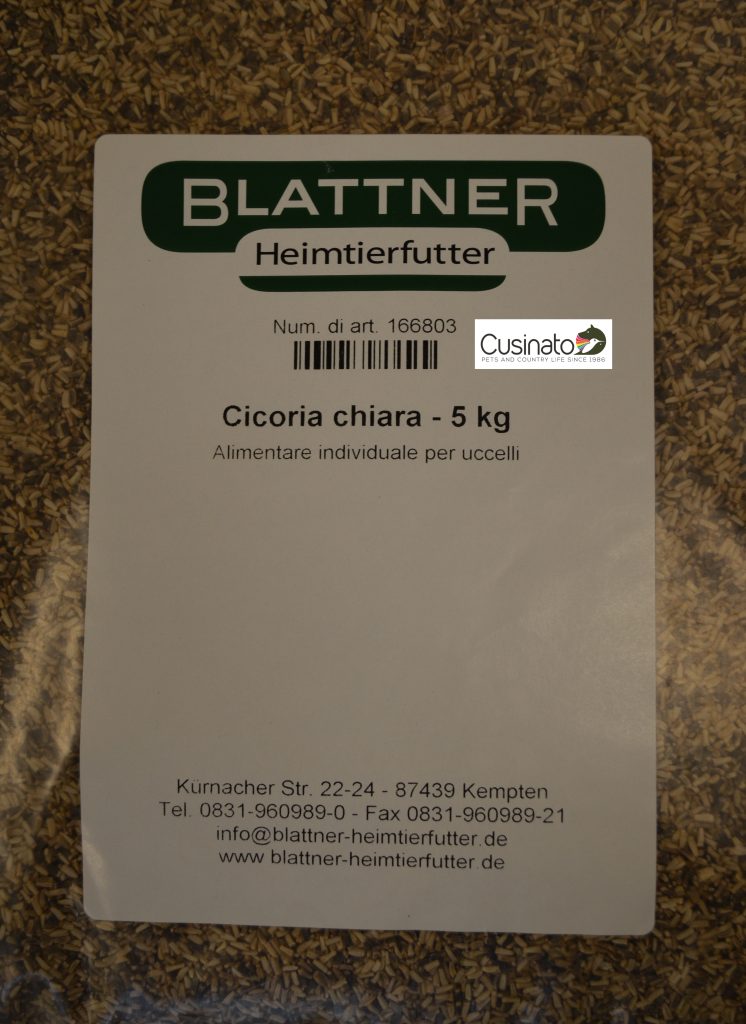 BLATTNER
Heimtierfutter
Num. di art. 166803
Cusinato
PETS AND COUNTRY LIFE SINCE 1986
Cicoria chiara - 5 kg
Alimentare individuale per uccelli
Kürnacher Str. 22-24 - 87439 Kempten
Tel. 0831-960989-0 - Fax 0831-960989-21
info@blattner-heimtierfutter.de
www.blattner-heimtierfutter.de